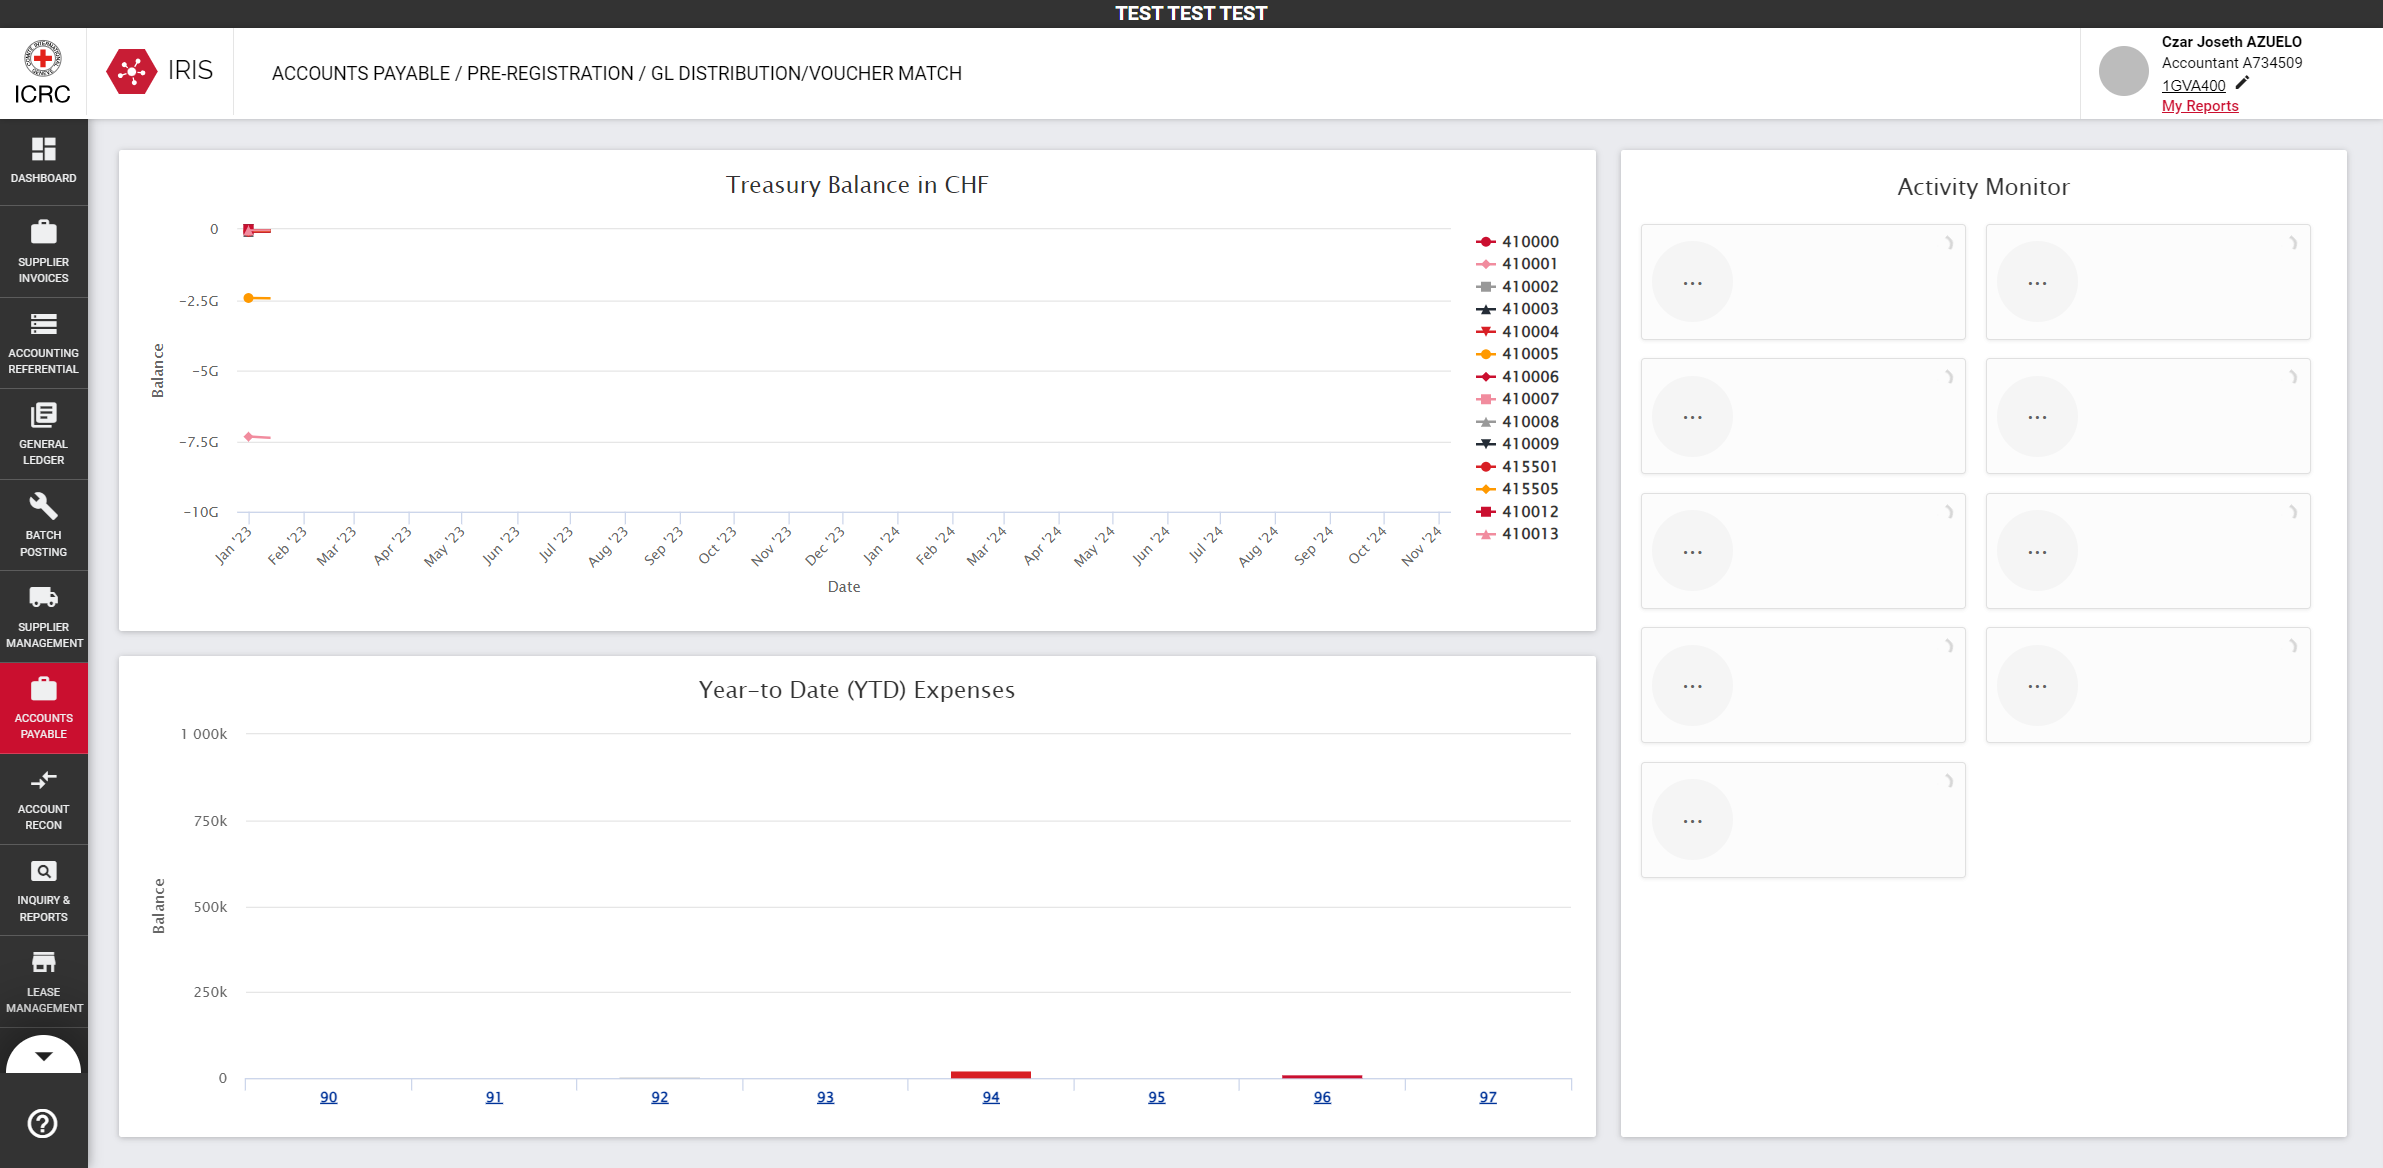 TEST TEST TEST
COMITÉ INTERNATIONAL GENÈVE
ICRC
IRIS
ACCOUNTS PAYABLE / PRE-REGISTRATION / GL DISTRIBUTION/VOUCHER MATCH
Czar Joseth AZUELO
Accountant A734509
1GVA400
My Reports
DASHBOARD
SUPPLIER
INVOICES
ACCOUNTING
REFERENTIAL
GENERAL
LEDGER
BATCH
POSTING
SUPPLIER
MANAGEMENT
ACCOUNTS
PAYABLE
ACCOUNT
RECON
INQUIRY &
REPORTS
LEASE
MANAGEMENT
Treasury Balance in CHF
Balance
0
-2.5G
-5G
-7.5G
-10G
Jan '23
Feb '23
Mar '23
Apr '23
May '23
Jun '23
Jul '23
Aug '23
Sep '23
Oct '23
Nov '23
Dec '23
Jan '24
Feb '24
Mar '24
Apr '24
May '24
Jun '24
Jul '24
Aug '24
Sep '24
Oct '24
Nov '24
Date
410000
410001
410002
410003
410004
410005
410006
410007
410008
410009
415501
415505
410012
410013
Year-to Date (YTD) Expenses
Balance
1 000k
750k
500k
250k
0
90
91
92
93
94
95
96
97
Activity Monitor
...
...
...
...
...
...
...
...
...